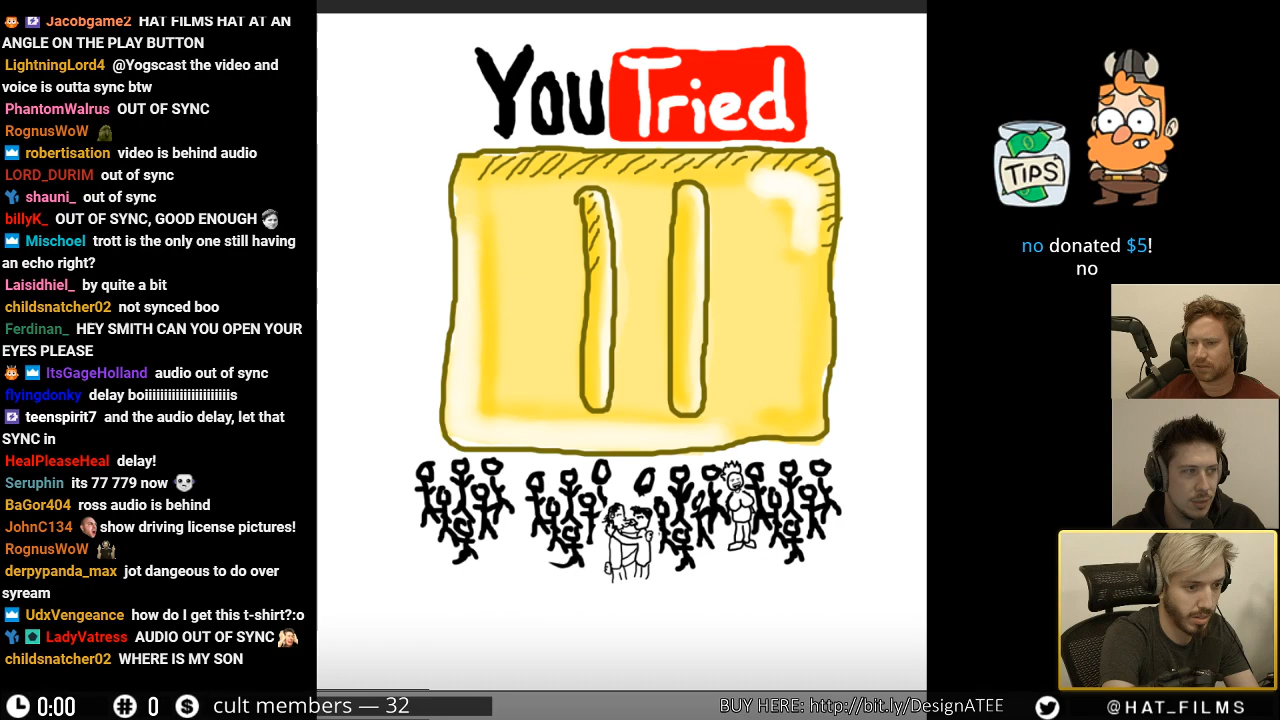 Jacobgame2 HAT FILMS HAT AT AN
ANGLE ON THE PLAY BUTTON
LightningLord4 @Yogscast the video and
voice is outta sync btw
PhantomWalrus OUT OF SYNC
RognusWoW
robertisation video is behind audio
LORD_DURIM out of sync
shauni_ out of sync
billyK_ OUT OF SYNC, GOOD ENOUGH
Mischoel trott is the only one still having
an echo right?
Laisidhiel_ by quite a bit
childsnatcher02 not synced boo
Ferdinan_ HEY SMITH CAN YOU OPEN YOUR
EYES PLEASE
ItsGageHolland audio out of sync
flyingdonky delay boiiiiiiiiiiiiiiiiiiiiiis
teenspirit7 and the audio delay, let that
SYNC in
HealPleaseHeal delay!
Seruphin its 77 779 now
BaGor404 ross audio is behind
JohnC134 show driving license pictures!
RognusWoW
derpypanda_max jot dangeous to do over
syream
UdxVengeance how do I get this t-shirt?:o
LadyVatress AUDIO OUT OF SYNC
childsnatcher02 WHERE IS MY SON
You Tried
TIPS
no donated $5!
no
0:00
# 0
$ cult members — 32
BUY HERE: http://bit.ly/DesignATEE
@HAT_FILMS